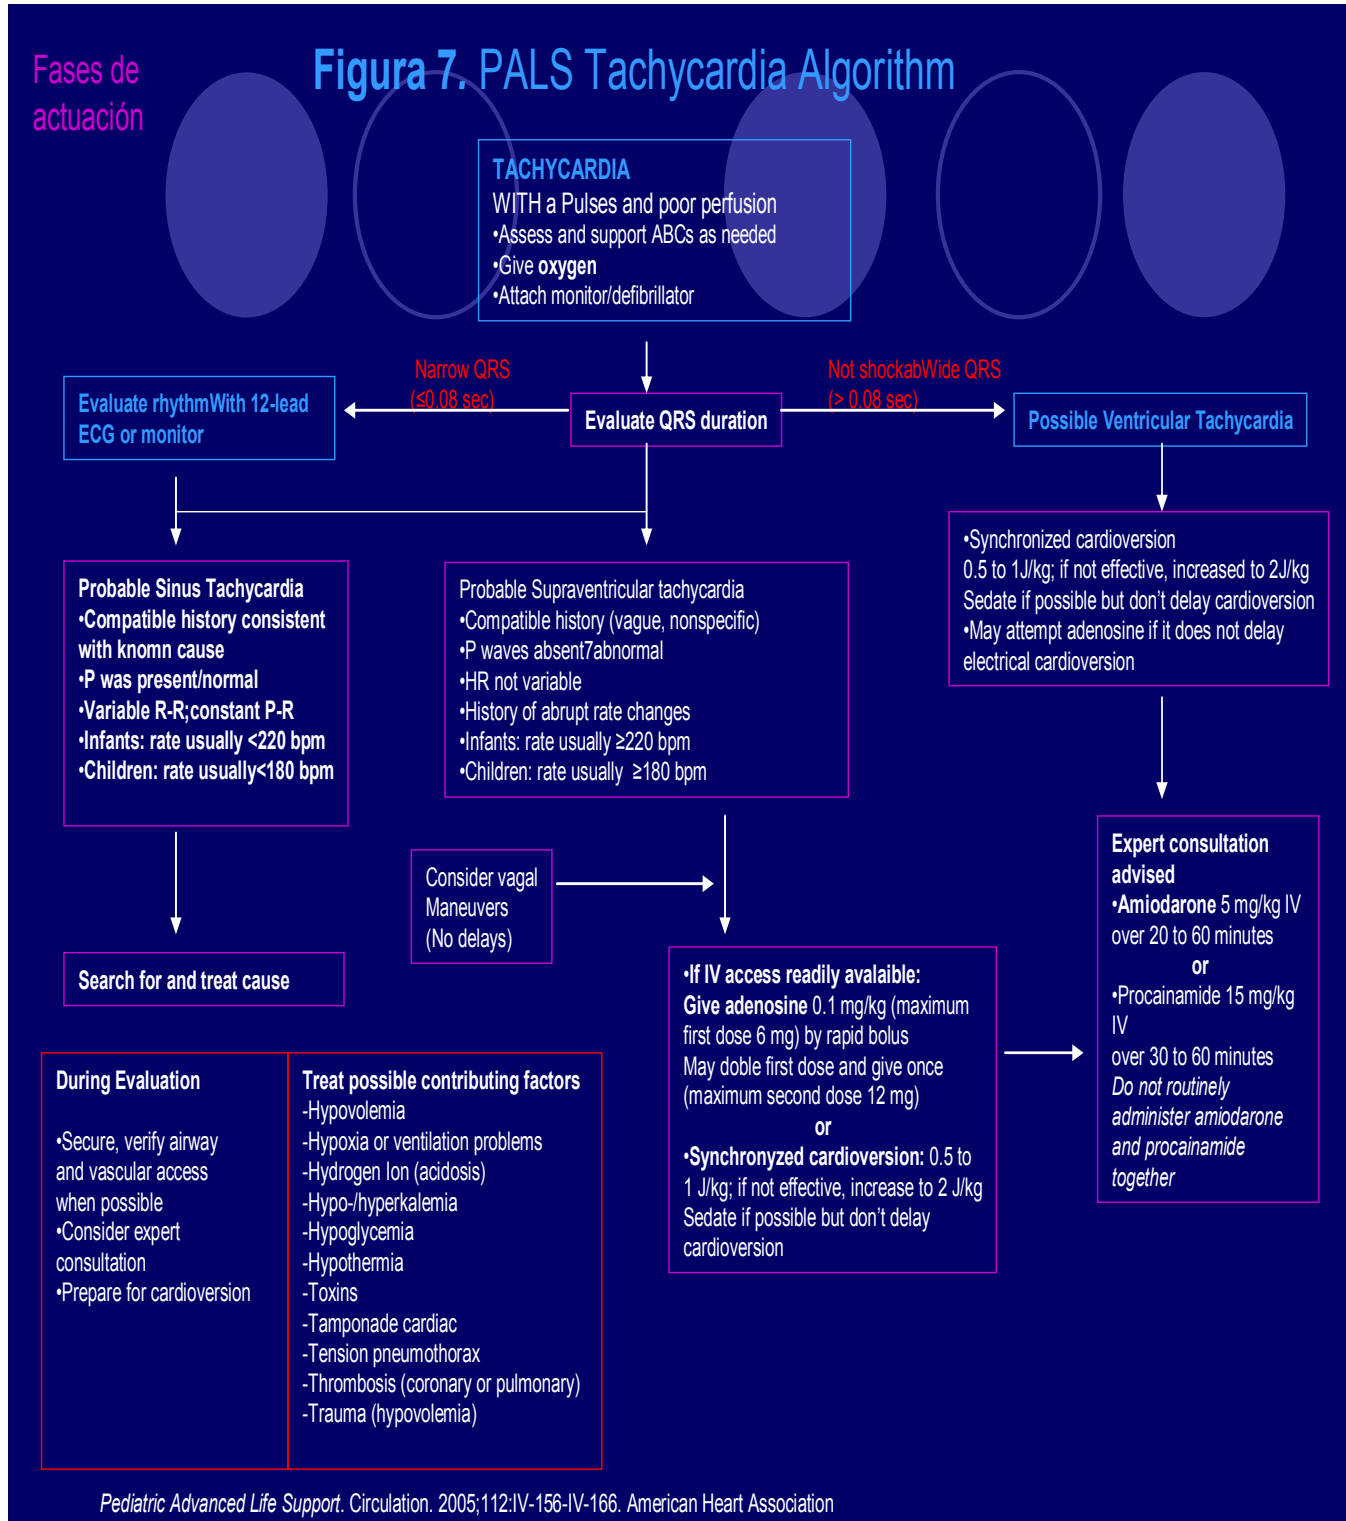 Fases de
actuación
Figura 7. PALS Tachycardia Algorithm
TACHYCARDIA
WITH a Pulses and poor perfusion
•Assess and support ABCs as needed
•Give oxygen
•Attach monitor/defibrillator
Narrow QRS
(≤0.08 sec)
Not shockabWide QRS
(> 0.08 sec)
Evaluate rhythmWith 12-lead
ECG or monitor
Evaluate QRS duration
Possible Ventricular Tachycardia
Probable Sinus Tachycardia
•Compatible history consistent
with knomn cause
•P was present/normal
•Variable R-R;constant P-R
•Infants: rate usually <220 bpm
•Children: rate usually<180 bpm
Probable Supraventricular tachycardia
•Compatible history (vague, nonspecific)
•P waves absent7abnormal
•HR not variable
•History of abrupt rate changes
•Infants: rate usually ≥220 bpm
•Children: rate usually ≥180 bpm
•Synchronized cardioversion
0.5 to 1J/kg; if not effective, increased to 2J/kg
Sedate if possible but don’t delay cardioversion
•May attempt adenosine if it does not delay
electrical cardioversion
Consider vagal
Maneuvers
(No delays)
Search for and treat cause
•If IV access readily avalaible:
Give adenosine 0.1 mg/kg (maximum
first dose 6 mg) by rapid bolus
May doble first dose and give once
(maximum second dose 12 mg)
or
•Synchronyzed cardioversion: 0.5 to
1 J/kg; if not effective, increase to 2 J/kg
Sedate if possible but don’t delay
cardioversion
Expert consultation
advised
•Amiodarone 5 mg/kg IV
over 20 to 60 minutes
or
•Procainamide 15 mg/kg
IV
over 30 to 60 minutes
Do not routinely
administer amiodarone
and procainamide
together
During Evaluation
•Secure, verify airway
and vascular access
when possible
•Consider expert
consultation
•Prepare for cardioversion
Treat possible contributing factors
-Hypovolemia
-Hypoxia or ventilation problems
-Hydrogen Ion (acidosis)
-Hypo-/hyperkalemia
-Hypoglycemia
-Hypothermia
-Toxins
-Tamponade cardiac
-Tension pneumothorax
-Thrombosis (coronary or pulmonary)
-Trauma (hypovolemia)
Pediatric Advanced Life Support. Circulation. 2005;112:IV-156-IV-166. American Heart Association